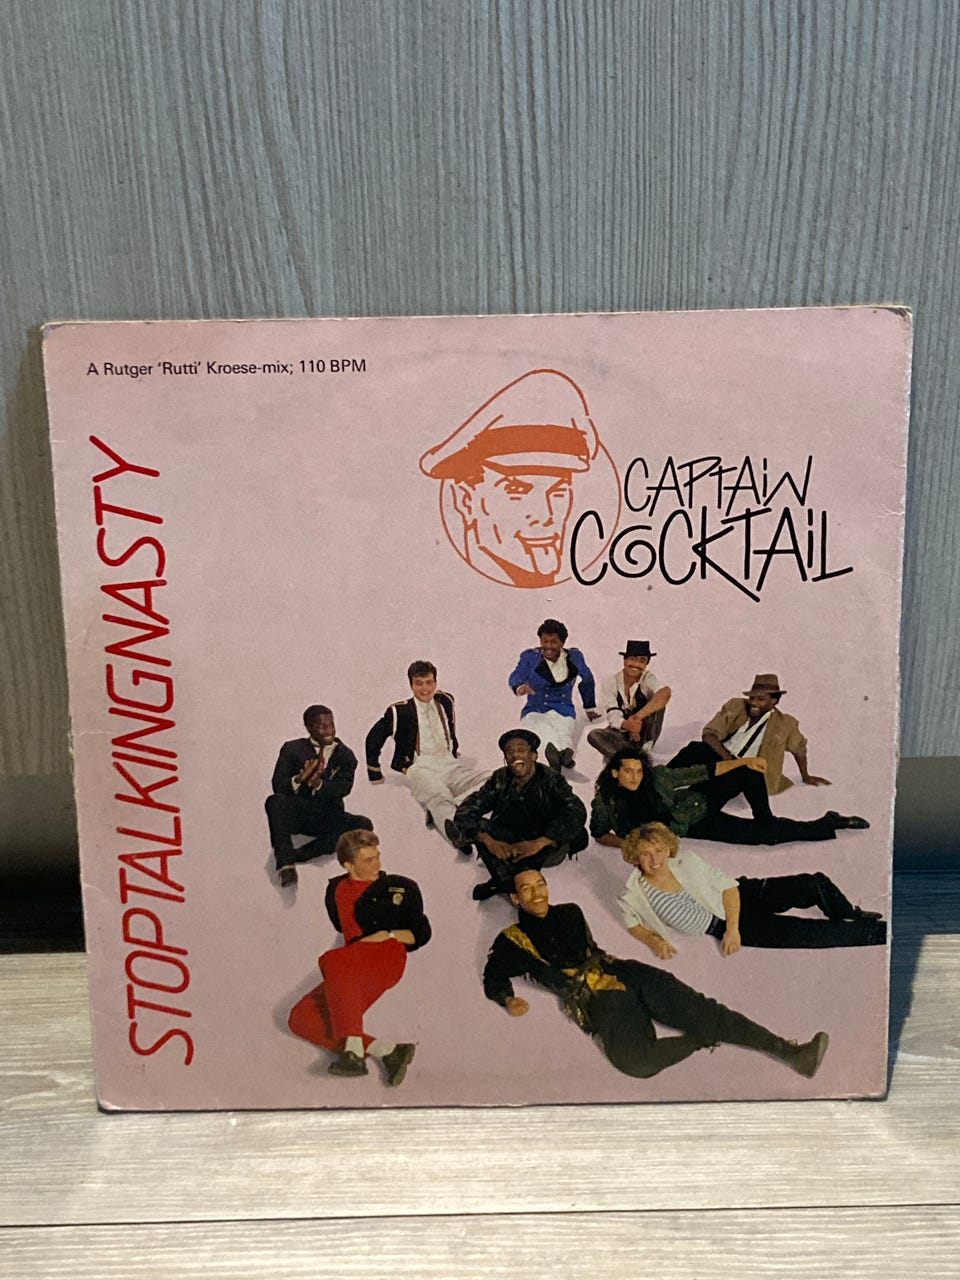 A Rutger ‘Rutti’ Kroese-mix; 110 BPM
STOPTALKINGNASTY
CAPtAiN
COCKTAiL